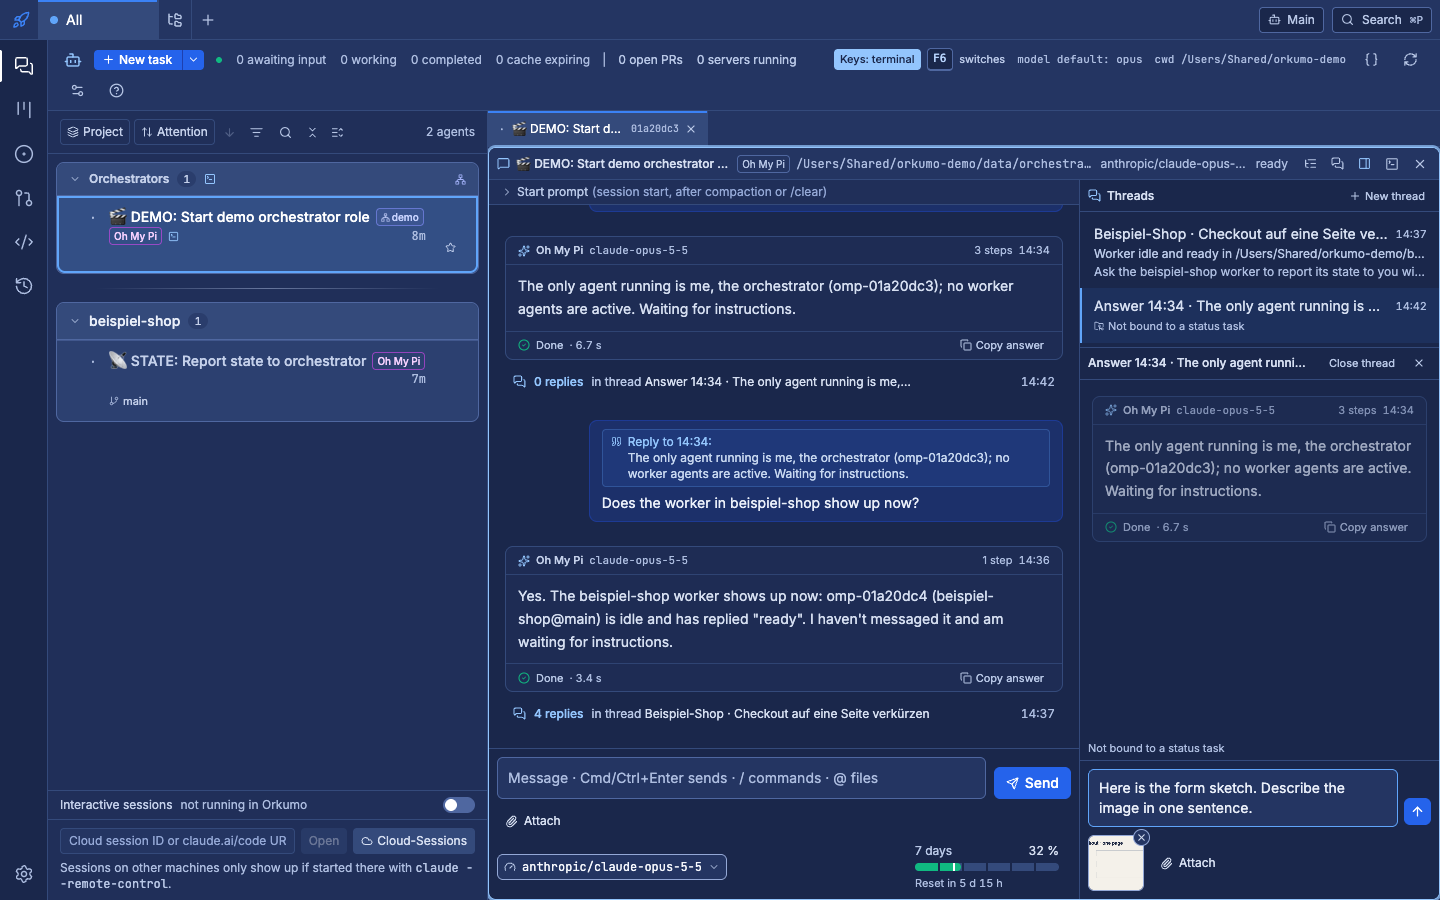 All
Main
Search ⌘P
New task
0 awaiting input 0 working 0 completed 0 cache expiring | 0 open PRs 0 servers running
Keys: terminal F6 switches model default: opus cwd /Users/Shared/orkumo-demo
Project
Attention
2 agents
Orchestrators 1
🎬 DEMO: Start demo orchestrator role demo
Oh My Pi 8m
beispiel-shop 1
📡 STATE: Report state to orchestrator Oh My Pi
7m
main
Interactive sessions not running in Orkumo
Cloud session ID or claude.ai/code UR
Open
Cloud-Sessions
Sessions on other machines only show up if started there with claude -
-remote-control.
· 🎬 DEMO: Start d... 01a20dc3
🎬 DEMO: Start demo orchestrator ... Oh My Pi /Users/Shared/orkumo-demo/data/orchestra... anthropic/claude-opus-... ready
Start prompt (session start, after compaction or /clear)
Oh My Pi claude-opus-5-5 3 steps 14:34
The only agent running is me, the orchestrator (omp-01a20dc3); no worker
agents are active. Waiting for instructions.
Done · 6.7 s Copy answer
0 replies in thread Answer 14:34 · The only agent running is me,... 14:42
Reply to 14:34:
The only agent running is me, the orchestrator (omp-01a20dc3); no
worker agents are active. Waiting for instructions.
Does the worker in beispiel-shop show up now?
Oh My Pi claude-opus-5-5 1 step 14:36
Yes. The beispiel-shop worker shows up now: omp-01a20dc4 (beispiel-
shop@main) is idle and has replied "ready". I haven't messaged it and am
waiting for instructions.
Done · 3.4 s Copy answer
4 replies in thread Beispiel-Shop · Checkout auf eine Seite verkürzen 14:37
Message · Cmd/Ctrl+Enter sends · / commands · @ files
Send
Attach
anthropic/claude-opus-5-5
7 days 32 %
Reset in 5 d 15 h
Threads
New thread
Beispiel-Shop · Checkout auf eine Seite ve... 14:37
Worker idle and ready in /Users/Shared/orkumo-demo/b...
Ask the beispiel-shop worker to report its state to you wi...
Answer 14:34 · The only agent running is ... 14:42
Not bound to a status task
Answer 14:34 · The only agent runni... Close thread
Oh My Pi claude-opus-5-5 3 steps 14:34
The only agent running is me, the orchestrator
(omp-01a20dc3); no worker agents are active.
Waiting for instructions.
Done · 6.7 s Copy answer
Not bound to a status task
Here is the form sketch. Describe the
image in one sentence.
Attach